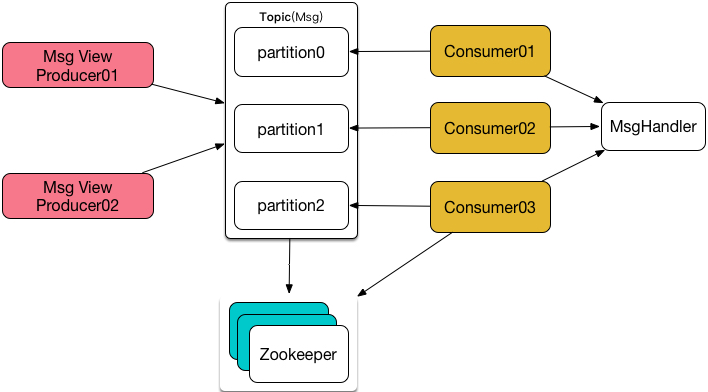 Topic(Msg)
Msg View
Producer01
Msg View
Producer02
partition0
partition1
partition2
Consumer01
Consumer02
Consumer03
MsgHandler
Zookeeper